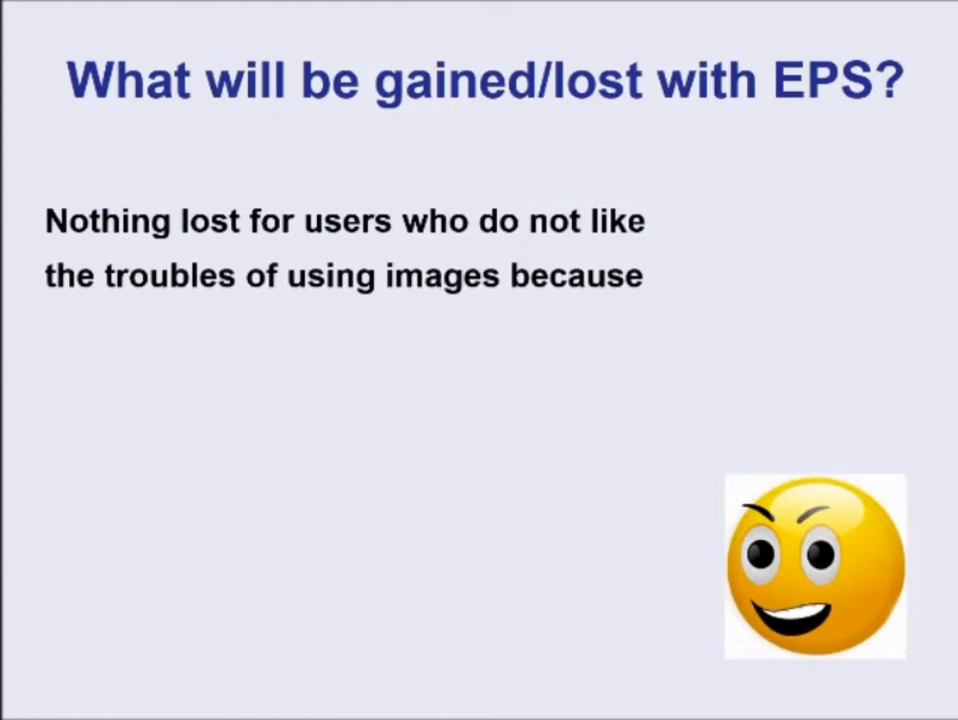 What will be gained/lost with EPS?
Nothing lost for users who do not like
the troubles of using images because